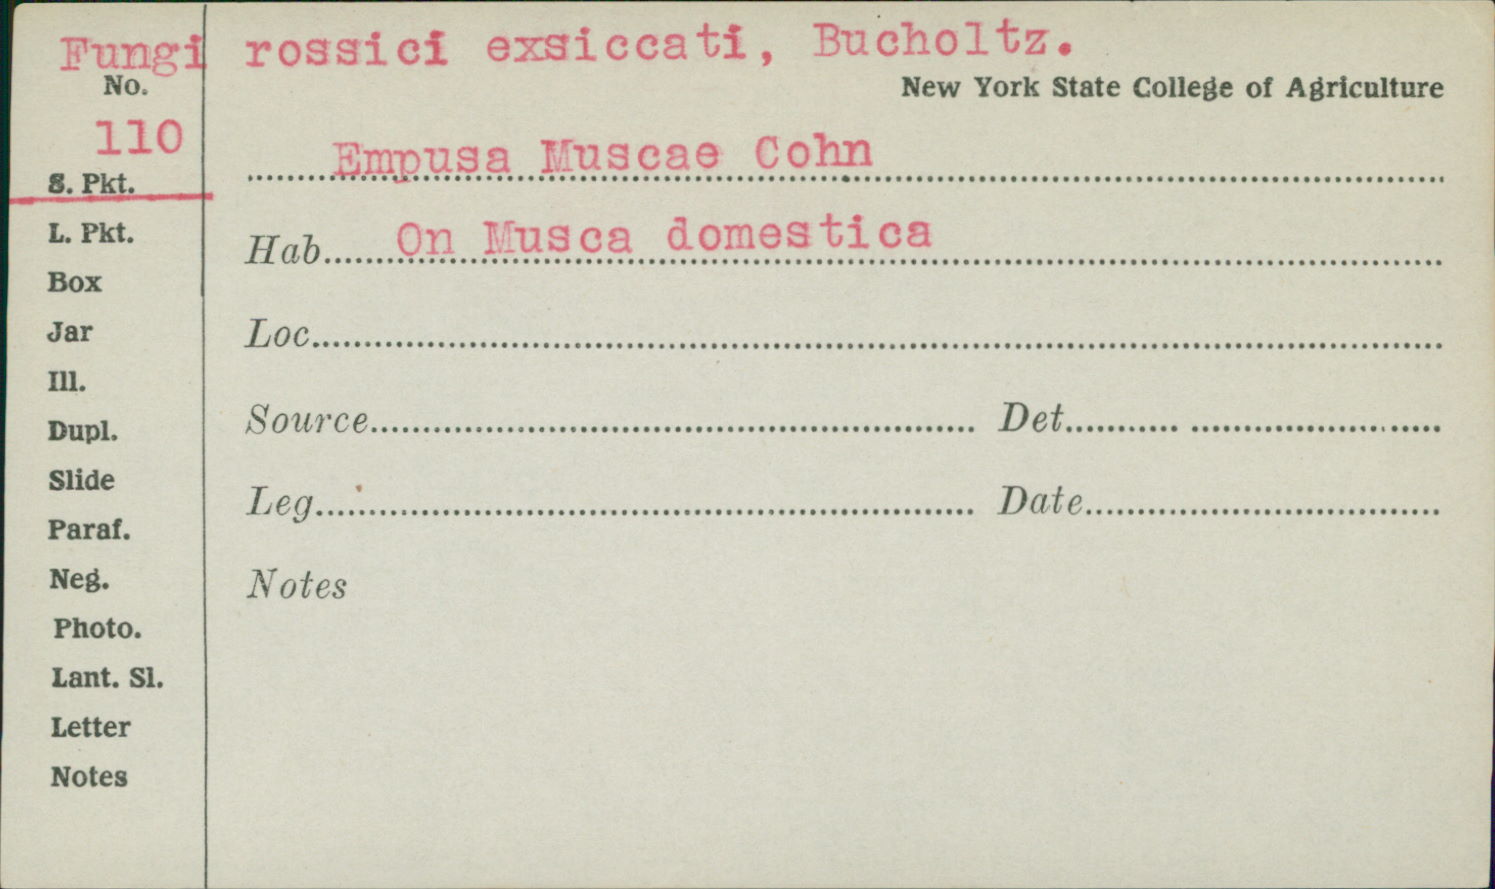 Fungi rossici exsiccati, Bucholtz.
No.
New York State College of Agriculture
110
Empusa Muscae Cohn
S. Pkt.
L. Pkt.
Hab. On Musca domestica
Box
Jar
Loc.
Ill.
Dupl.
Source Det.
Slide
Leg. Date
Paraf.
Neg.
Notes
Photo.
Lant. Sl.
Letter
Notes